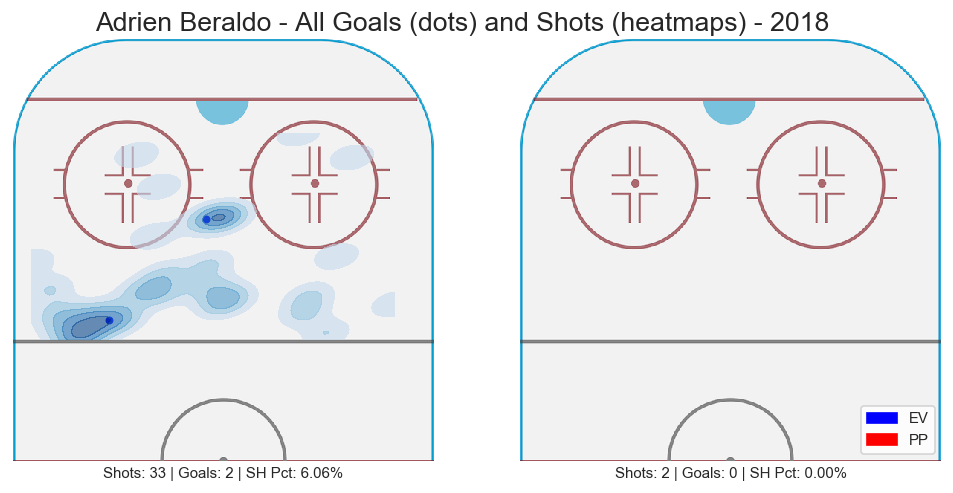 Adrien Beraldo - All Goals (dots) and Shots (heatmaps) - 2018
EV
PP
Shots: 33 | Goals: 2 | SH Pct: 6.06%
Shots: 2 | Goals: 0 | SH Pct: 0.00%